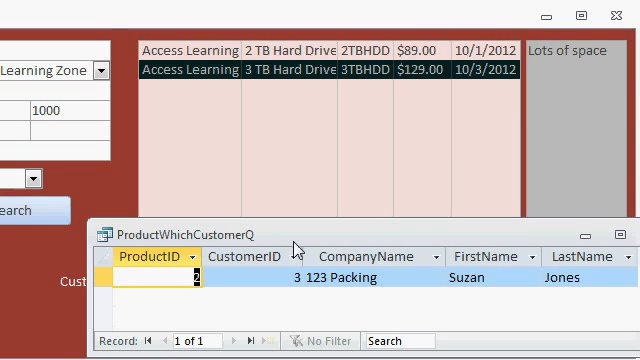 Access Learning 2 TB Hard Drive 2TBHDD $89.00 10/1/2012 Lots of space
Learning Zone Access Learning 3 TB Hard Drive 3TBHDD $129.00 10/3/2012
1000
earch
ProductWhichCustomerQ
ProductID CustomerID CompanyName FirstName LastName
Cust 2 3 123 Packing Suzan Jones
Record: 1 of 1 No Filter Search